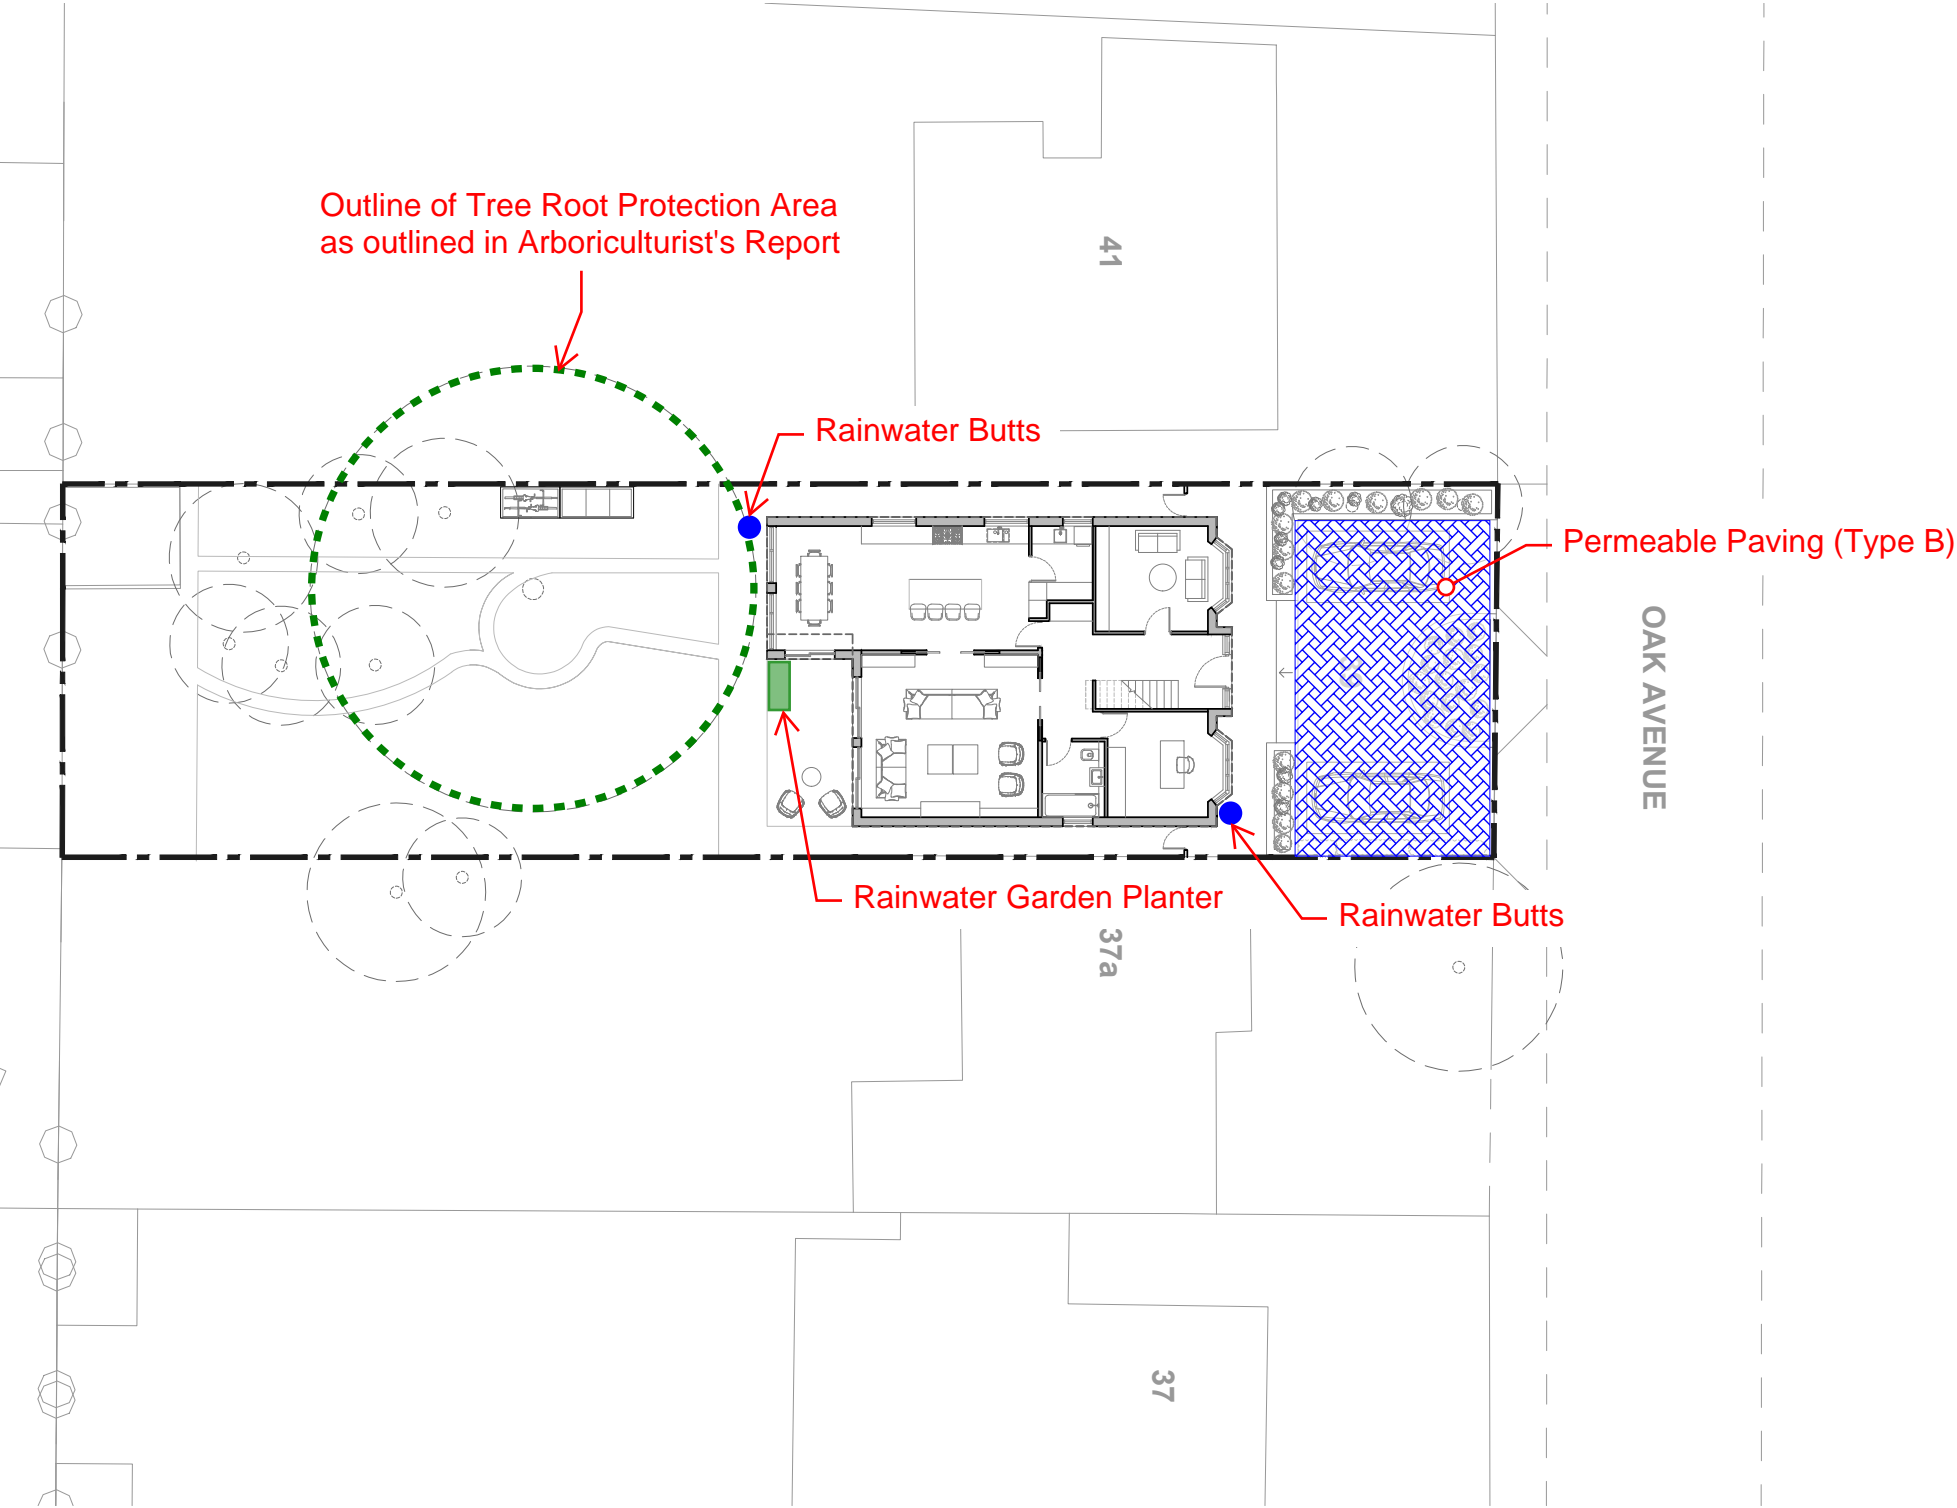 Outline of Tree Root Protection Area
as outlined in Arboriculturist's Report
41
Rainwater Butts
Permeable Paving (Type B)
OAK AVENUE
Rainwater Garden Planter
Rainwater Butts
37a
37